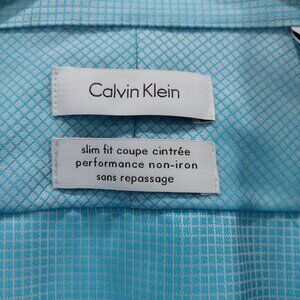 Calvin Klein
slim fit coupe cintrée
performance non-iron
sans repassage